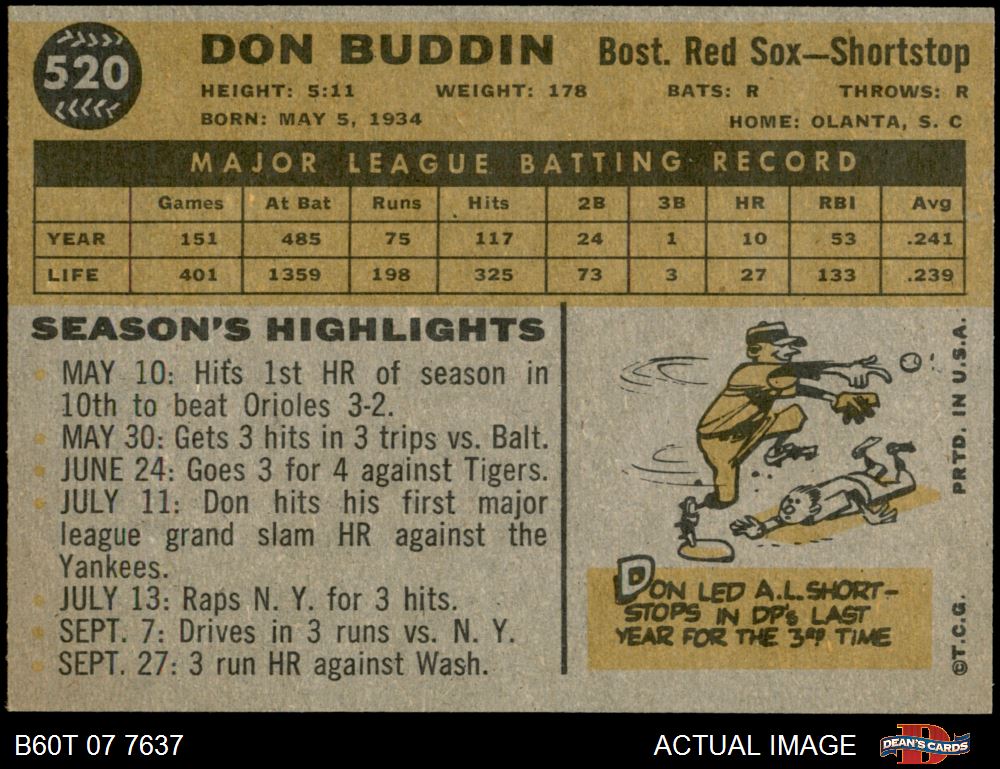 520
DON BUDDIN Bost. Red Sox—Shortstop
HEIGHT: 5:11 WEIGHT: 178 BATS: R THROWS: R
BORN: MAY 5, 1934 HOME: OLANTA, S. C
MAJOR LEAGUE BATTING RECORD
Games At Bat Runs Hits 2B 3B HR RBI Avg
YEAR 151 485 75 117 24 1 10 53 .241
LIFE 401 1359 198 325 73 3 27 133 .239
SEASON'S HIGHLIGHTS
MAY 10: Hits 1st HR of season in
10th to beat Orioles 3-2.
MAY 30: Gets 3 hits in 3 trips vs. Balt.
JUNE 24: Goes 3 for 4 against Tigers.
JULY 11: Don hits his first major
league grand slam HR against the
Yankees.
JULY 13: Raps N. Y. for 3 hits.
SEPT. 7: Drives in 3 runs vs. N. Y.
SEPT. 27: 3 run HR against Wash.
DON LED A.L. SHORT-
STOPS IN DP's LAST
YEAR FOR THE 3RD TIME
©T.C.G. PRTD. IN U.S.A.
B60T 07 7637
ACTUAL IMAGE
DEAN'S CARDS